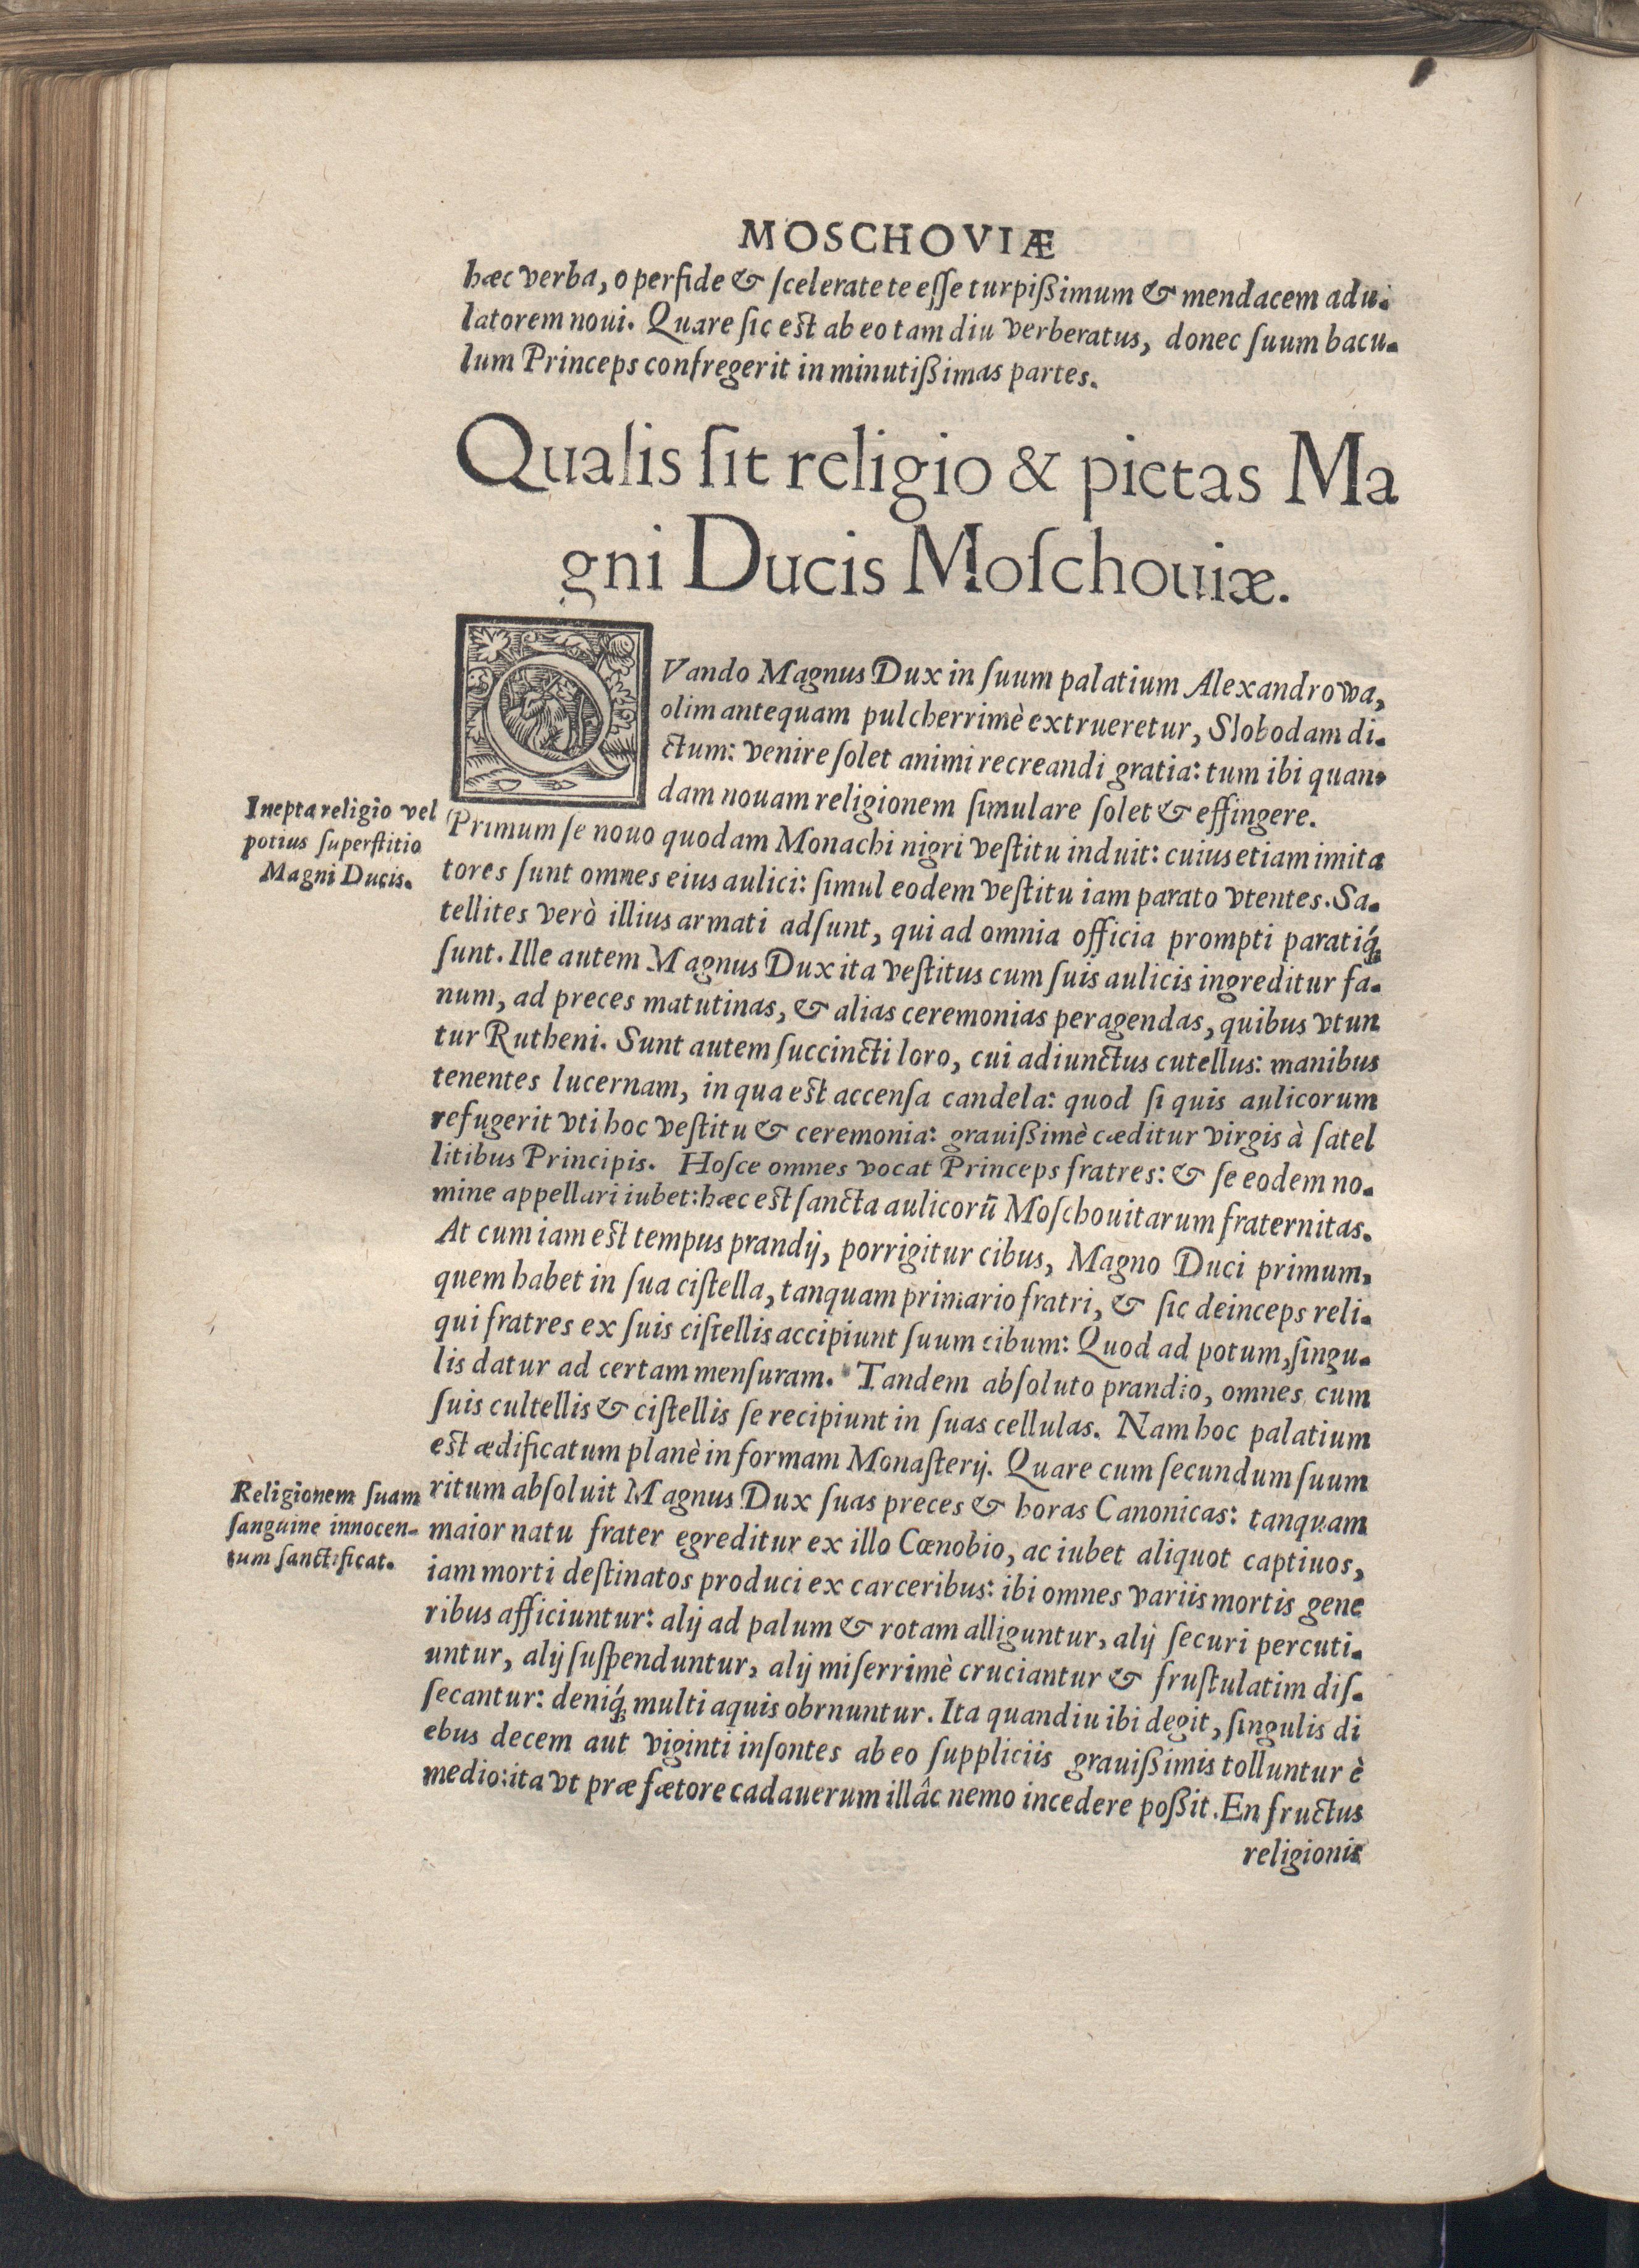 MOSCHOVIÆ
hæc verba, o perfide & ſcelerate te eſſe turpißimum & mendacem adu-
latorem noui. Quare ſic est ab eo tam diu verberatus, donec ſuum bacu-
lum Princeps confregerit in minutißimas partes.
Qualis ſit religio & pietas Ma
gni Ducis Moſchouiæ.
QVando Magnus Dux in ſuum palatium Alexandrowa,
olim antequam pulcherrimè extrueretur, Slobodam di-
ctum: venire ſolet animi recreandi gratia: tum ibi quan-
dam nouam religionem ſimulare ſolet & effingere.
Inepta religio vel
potius ſuperſtitio
Magni Ducis.
Primum ſe nouo quodam Monachi nigri veſtitu induit: cuius etiam imita
tores ſunt omnes eius aulici: ſimul eodem veſtitu iam parato vtentes. Sa-
tellites verò illius armati adſunt, qui ad omnia officia prompti paratiq́ꝫ
ſunt. Ille autem Magnus Dux ita veſtitus cum ſuis aulicis ingreditur fa-
num, ad preces matutinas, & alias ceremonias peragendas, quibus vtun
tur Rutheni. Sunt autem ſuccincti loro, cui adiunctus cutellus: manibus
tenentes lucernam, in qua est accenſa candela: quod ſi quis aulicorum
refugerit vti hoc veſtitu & ceremonia: grauißimè cæditur virgis à ſatel
litibus Principis. Hoſce omnes vocat Princeps fratres: & ſe eodem no-
mine appellari iubet: hæc est ſancta aulicorū Moſchouitarum fraternitas.
At cum iam est tempus prandij, porrigitur cibus, Magno Duci primum,
quem habet in ſua ciſtella, tanquam primario fratri, & ſic deinceps reli-
qui fratres ex ſuis ciſtellis accipiunt ſuum cibum: Quod ad potum, ſingu-
lis datur ad certam menſuram. Tandem abſoluto prandio, omnes cum
ſuis cultellis & ciſtellis ſe recipiunt in ſuas cellulas. Nam hoc palatium
est ædificatum planè in formam Monaſterij. Quare cum ſecundum ſuum
Religionem ſuam
ſanguine innocen-
tum ſanctificat.
ritum abſoluit Magnus Dux ſuas preces & horas Canonicas: tanquam
maior natu frater egreditur ex illo Cœnobio, ac iubet aliquot captiuos,
iam morti deſtinatos produci ex carceribus: ibi omnes variis mortis gene
ribus afficiuntur: alij ad palum & rotam alliguntur, alij ſecuri percuti-
untur, alij ſuſpenduntur, alij miſerrimè cruciantur & fruſtulatim diſ-
ſecantur: deniq́ꝫ multi aquis obrnuntur. Ita quandiu ibi degit, ſingulis di
ebus decem aut viginti inſontes ab eo ſuppliciis grauißimis tolluntur è
medio: ita vt præ fœtore cadauerum illâc nemo incedere poßit. En fructus
religionis